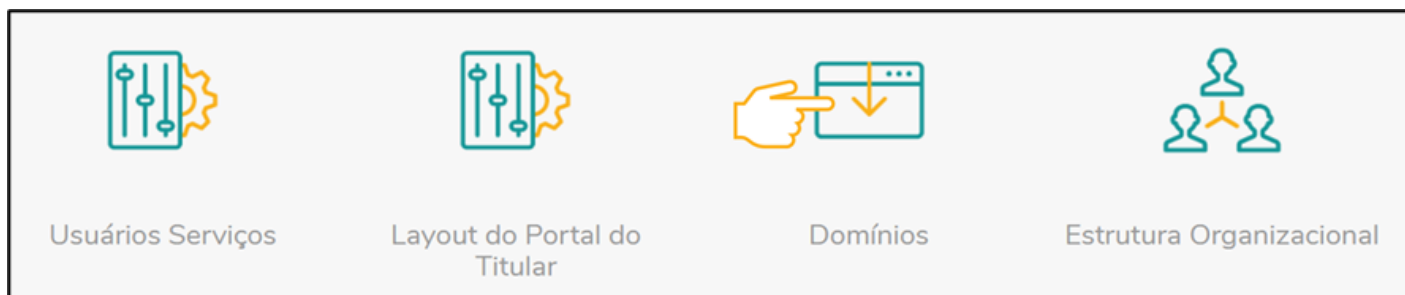 Usuários Serviços
Layout do Portal do
Titular
Domínios
Estrutura Organizacional